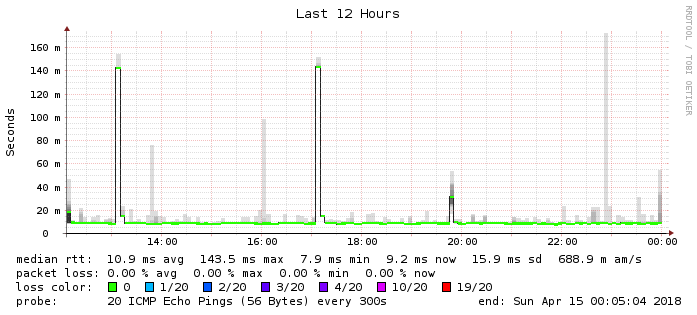 Last 12 Hours
RRDTOOL / TOBI OETIKER
Seconds
160 m
140 m
120 m
100 m
80 m
60 m
40 m
20 m
0
14:00 16:00 18:00 20:00 22:00 00:00
median rtt: 10.9 ms avg 143.5 ms max 7.9 ms min 9.2 ms now 15.9 ms sd 688.9 m am/s
packet loss: 0.00 % avg 0.00 % max 0.00 % min 0.00 % now
loss color: 0 1/20 2/20 3/20 4/20 10/20 19/20
probe: 20 ICMP Echo Pings (56 Bytes) every 300s end: Sun Apr 15 00:05:04 2018